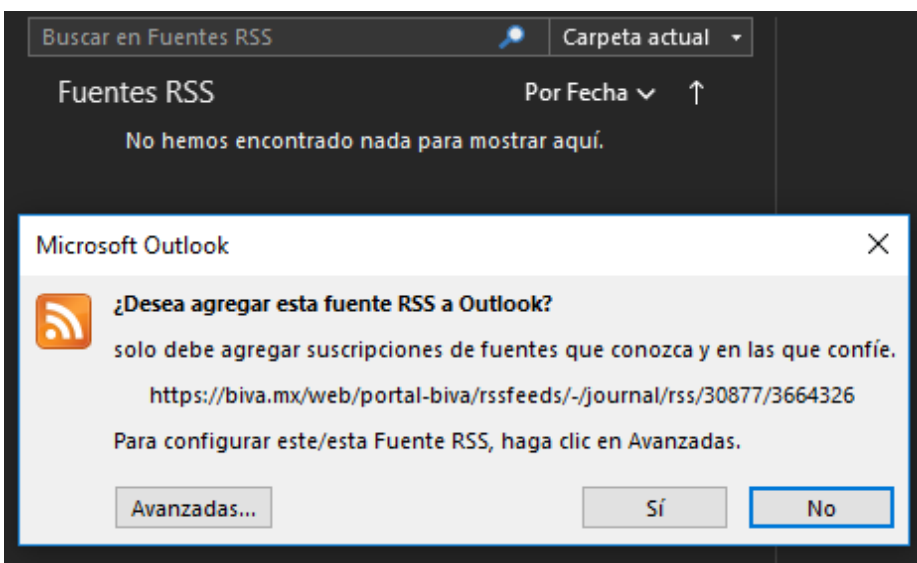 Buscar en Fuentes RSS
Carpeta actual
Fuentes RSS
Por Fecha
No hemos encontrado nada para mostrar aquí.
Microsoft Outlook
¿Desea agregar esta fuente RSS a Outlook?
solo debe agregar suscripciones de fuentes que conozca y en las que confíe.
https://biva.mx/web/portal-biva/rssfeeds/-/journal/rss/30877/3664326
Para configurar este/esta Fuente RSS, haga clic en Avanzadas.
Avanzadas...
Sí
No